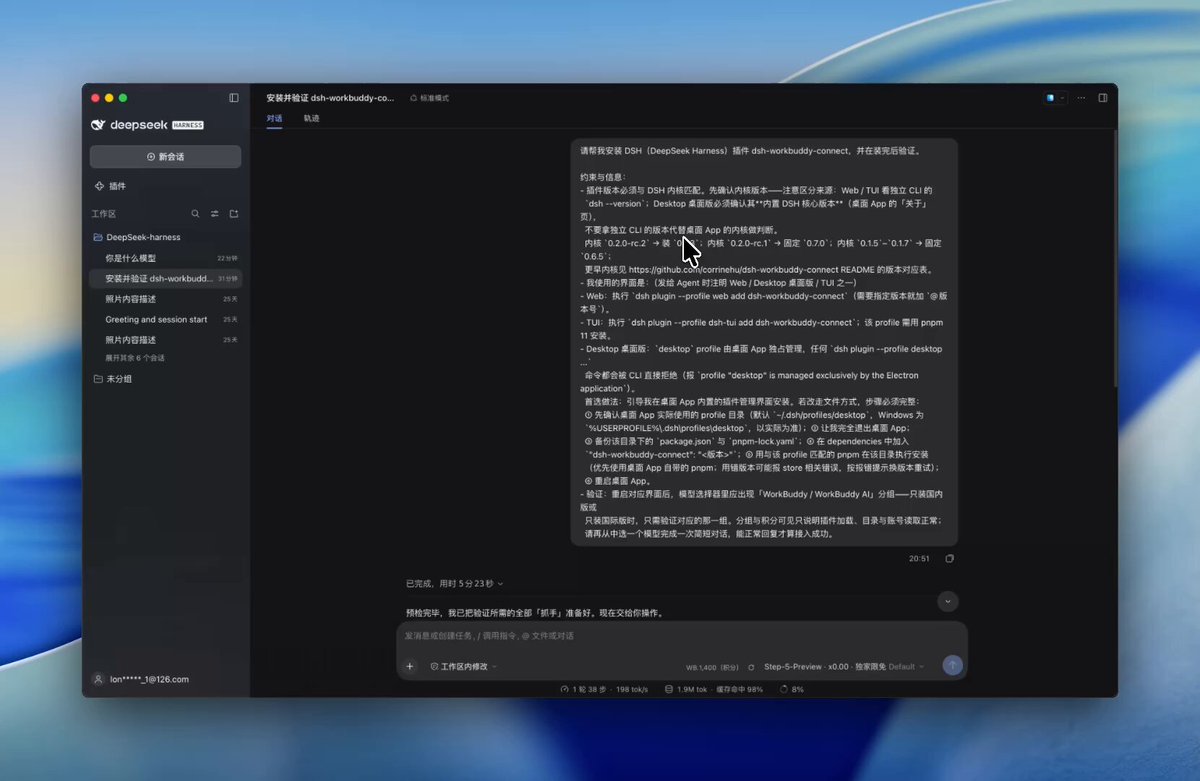 deepseek HARNESS
新会话
插件
工作区
DeepSeek-harness
你是什么模型 22分钟
安装并验证 dsh-workbudd... 31分钟
照片内容描述 25天
Greeting and session start 25天
照片内容描述 25天
展开其余 6 个会话
未分组
lon*****_1@126.com
安装并验证 dsh-workbuddy-co... 标准模式
对话 轨迹
请帮我安装 DSH（DeepSeek Harness）插件 dsh-workbuddy-connect，并在装完后验证。
约束与信息：
- 插件版本必须与 DSH 内核匹配。先确认内核版本——注意区分来源：Web / TUI 看独立 CLI 的
`dsh --version`；Desktop 桌面版必须确认其**内置 DSH 核心版本**（桌面 App 的「关于」
页），
不要拿独立 CLI 的版本代替桌面 App 的内核做判断。
内核 `0.2.0-rc.2` → 装 ；内核 `0.2.0-rc.1` → 固定 `0.7.0`；内核 `0.1.5`–`0.1.7` → 固定
`0.6.5`；
更早内核见 https://github.com/corrinehu/dsh-workbuddy-connect README 的版本对应表。
- 我使用的界面是：（发给 Agent 时注明 Web / Desktop 桌面版 / TUI 之一）
- Web：执行 `dsh plugin --profile web add dsh-workbuddy-connect`（需要指定版本就加 `@版
本号`）。
- TUI：执行 `dsh plugin --profile dsh-tui add dsh-workbuddy-connect`；该 profile 需用 pnpm
11 安装。
- Desktop 桌面版：`desktop` profile 由桌面 App 独占管理，任何 `dsh plugin --profile desktop
...`
命令都会被 CLI 直接拒绝（报 `profile "desktop" is managed exclusively by the Electron
application`）。
首选做法：引导我在桌面 App 内置的插件管理界面安装。若改走文件方式，步骤必须完整：
① 先确认桌面 App 实际使用的 profile 目录（默认 `~/.dsh/profiles/desktop`，Windows 为
`%USERPROFILE%\.dsh\profiles\desktop`，以实际为准）；② 让我完全退出桌面 App；
③ 备份该目录下的 `package.json` 与 `pnpm-lock.yaml`；④ 在 dependencies 中加入
`"dsh-workbuddy-connect": "<版本>"`；⑤ 用与该 profile 匹配的 pnpm 在该目录执行安装
（优先使用桌面 App 自带的 pnpm；用错版本可能报 store 相关错误，按报错提示换版本重试）；
⑥ 重启桌面 App。
- 验证：重启对应界面后，模型选择器里应出现「WorkBuddy / WorkBuddy AI」分组——只装国内
版或
只装国际版时，只需验证对应的那一组。分组与积分可见只说明插件加载、目录与账号读取正常；
请再从中选一个模型完成一次简短对话，能正常回复才算接入成功。
20:51
已完成，用时 5 分 23 秒
预检完毕，我已把验证所需的全部「抓手」准备好。现在交给你操作。
发消息或创建任务，/ 调用指令，@ 文件或对话
工作区内修改 WB.1,400（积分） Step-5-Preview · x0.00 · 独家限免 Default
1 轮 38 步 · 198 tok/s 1.9M tok · 缓存命中 98% 8%